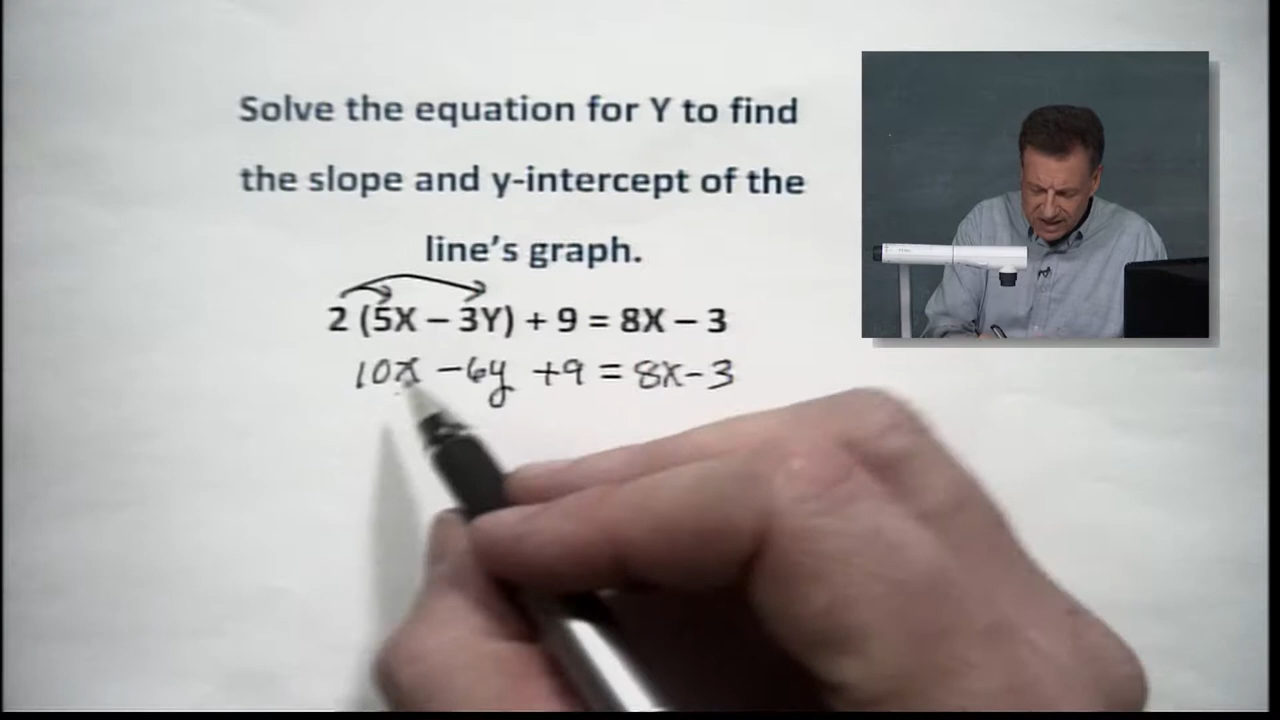 Solve the equation for Y to find
the slope and y-intercept of the
line’s graph.
2 (5X – 3Y) + 9 = 8X – 3
10x -6y +9 = 8x-3